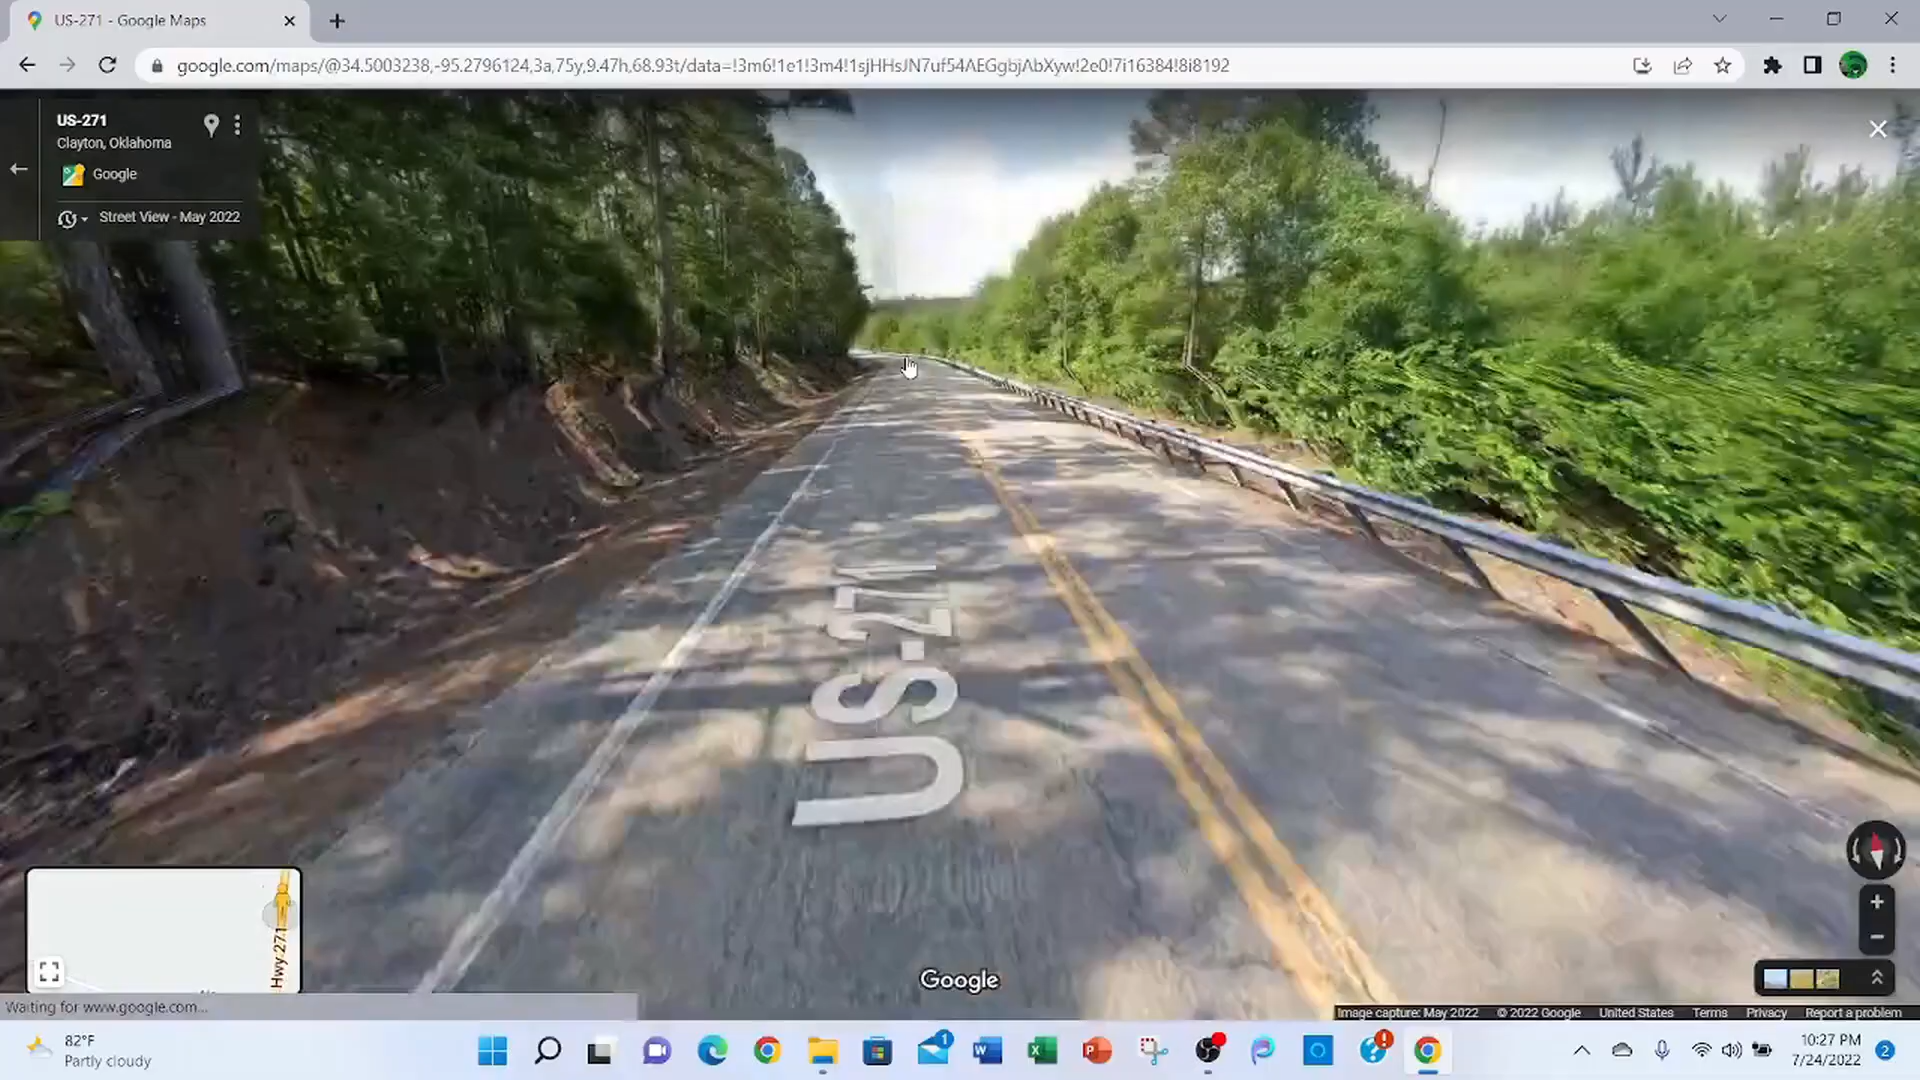 US-271 - Google Maps
google.com/maps/@34.5003238,-95.2796124,3a,75y,9.47h,68.93t/data=!3m6!1e1!3m4!1sjHHsJN7uf54AEGgbjAbXyw!2e0!7i16384!8i8192
US-271
Clayton, Oklahoma
Google
Street View - May 2022
US-271
Hwy 271
Google
Waiting for www.google.com...
Image capture: May 2022 © 2022 Google United States Terms Privacy Report a problem
82°F
Partly cloudy
1
10:27 PM
7/24/2022
2